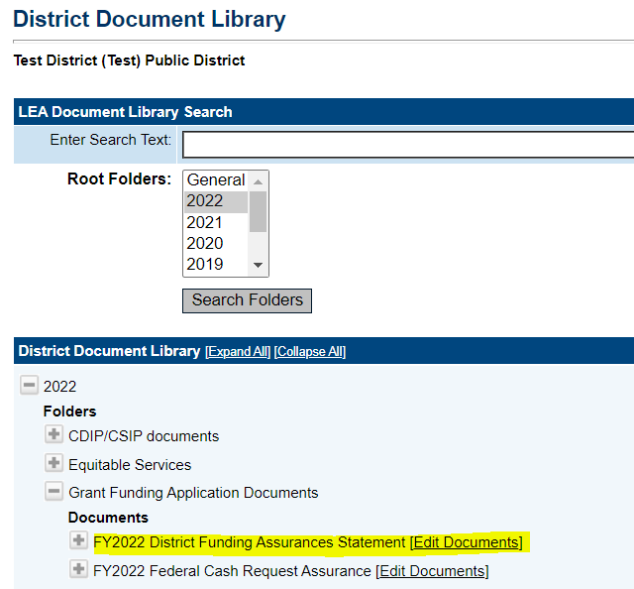 District Document Library
Test District (Test) Public District
LEA Document Library Search
Enter Search Text:
Root Folders:
General
2022
2021
2020
2019
Search Folders
District Document Library [Expand All] [Collapse All]
2022
Folders
CDIP/CSIP documents
Equitable Services
Grant Funding Application Documents
Documents
FY2022 District Funding Assurances Statement [Edit Documents]
FY2022 Federal Cash Request Assurance [Edit Documents]